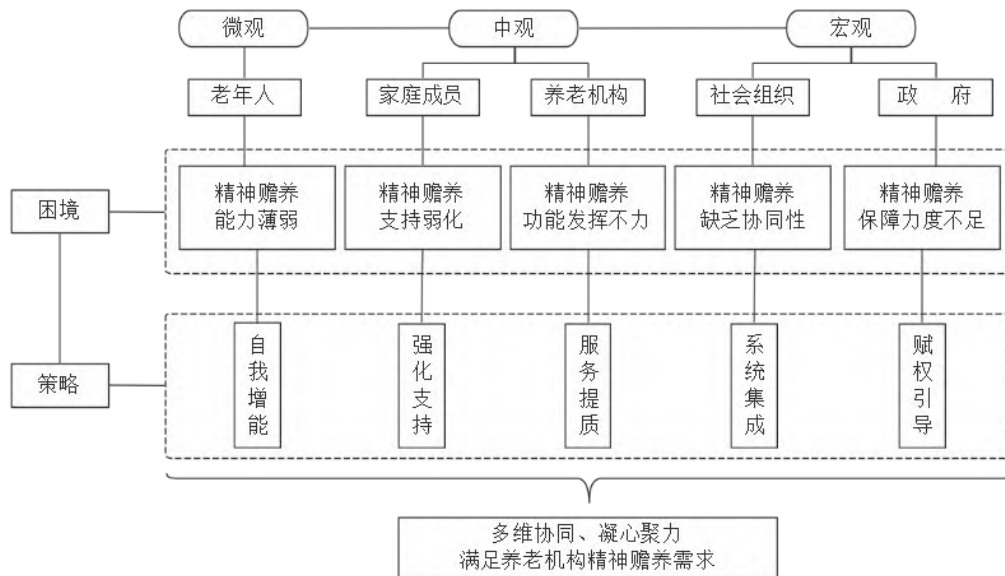 微观
中观
宏观
老年人
家庭成员
养老机构
社会组织
政 府
困境
精神赡养
能力薄弱
精神赡养
支持弱化
精神赡养
功能发挥不力
精神赡养
缺乏协同性
精神赡养
保障力度不足
策略
自我增能
强化支持
服务提质
系统集成
赋权引导
多维协同、凝心聚力
满足养老机构精神赡养需求